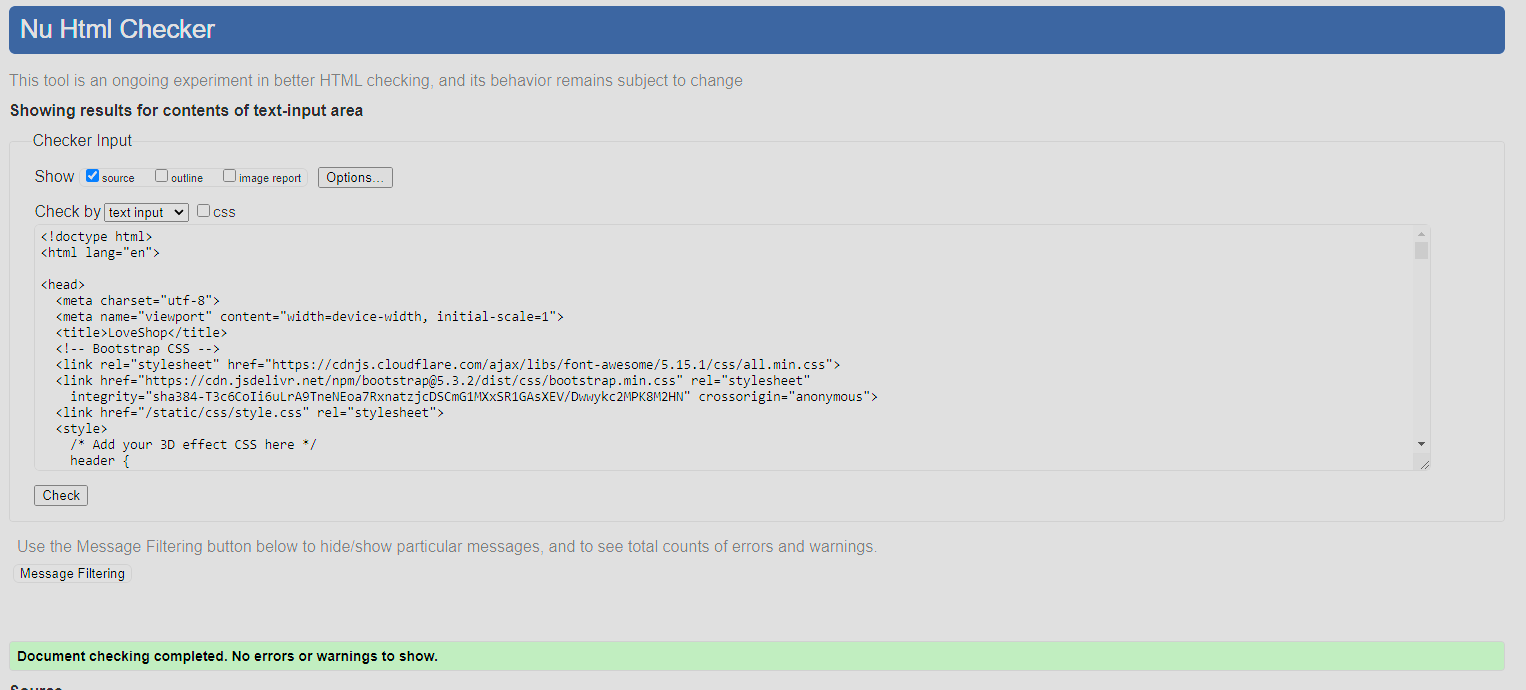 Nu Html Checker
This tool is an ongoing experiment in better HTML checking, and its behavior remains subject to change
Showing results for contents of text-input area
Checker Input
Show source outline image report Options...
Check by text input css
<!doctype html>
<html lang="en">
<head>
<meta charset="utf-8">
<meta name="viewport" content="width=device-width, initial-scale=1">
<title>LoveShop</title>
<!-- Bootstrap CSS -->
<link rel="stylesheet" href="https://cdnjs.cloudflare.com/ajax/libs/font-awesome/5.15.1/css/all.min.css">
<link href="https://cdn.jsdelivr.net/npm/bootstrap@5.3.2/dist/css/bootstrap.min.css" rel="stylesheet"
integrity="sha384-T3c6CoIi6uLrA9TneNEoa7RxnatzjcDSCmG1MXxSR1GAsXEV/Dwwykc2MPK8M2HN" crossorigin="anonymous">
<link href="/static/css/style.css" rel="stylesheet">
<style>
/* Add your 3D effect CSS here */
header {
Check
Use the Message Filtering button below to hide/show particular messages, and to see total counts of errors and warnings.
Message Filtering
Document checking completed. No errors or warnings to show.
Source